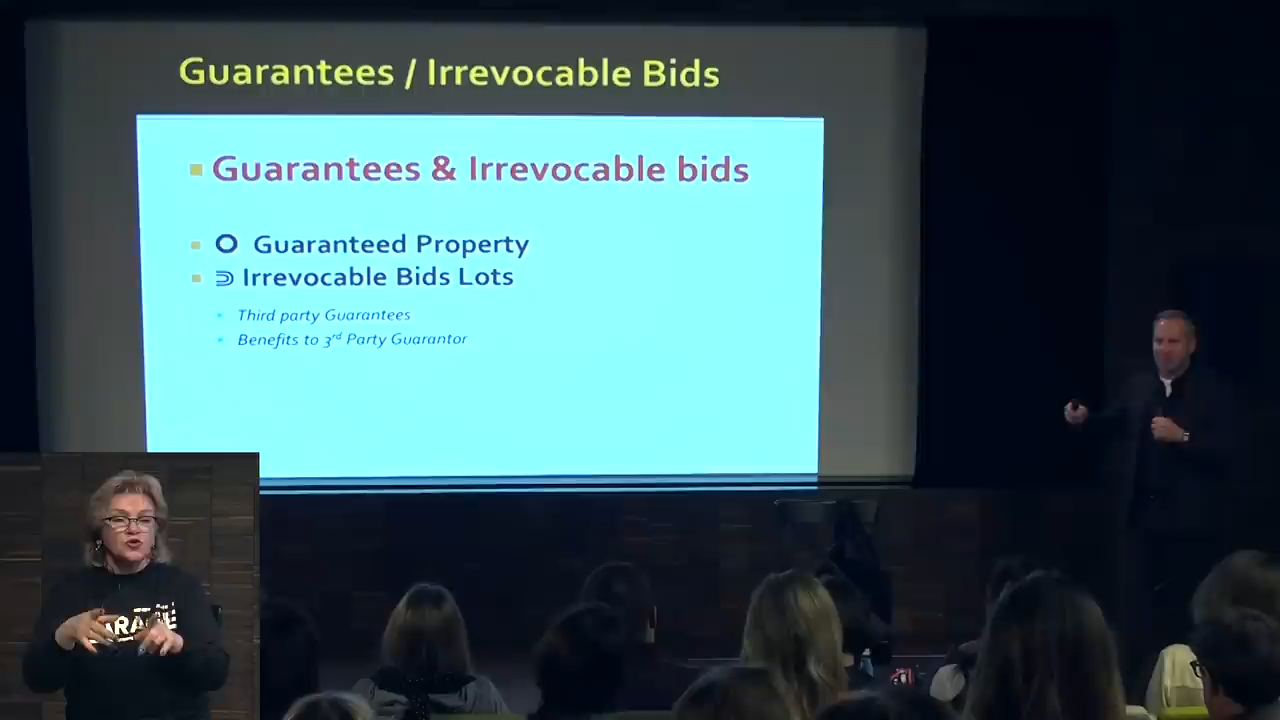 Guarantees / Irrevocable Bids
Guarantees & Irrevocable bids
Guaranteed Property
⊃ Irrevocable Bids Lots
Third party Guarantees
Benefits to 3rd Party Guarantor